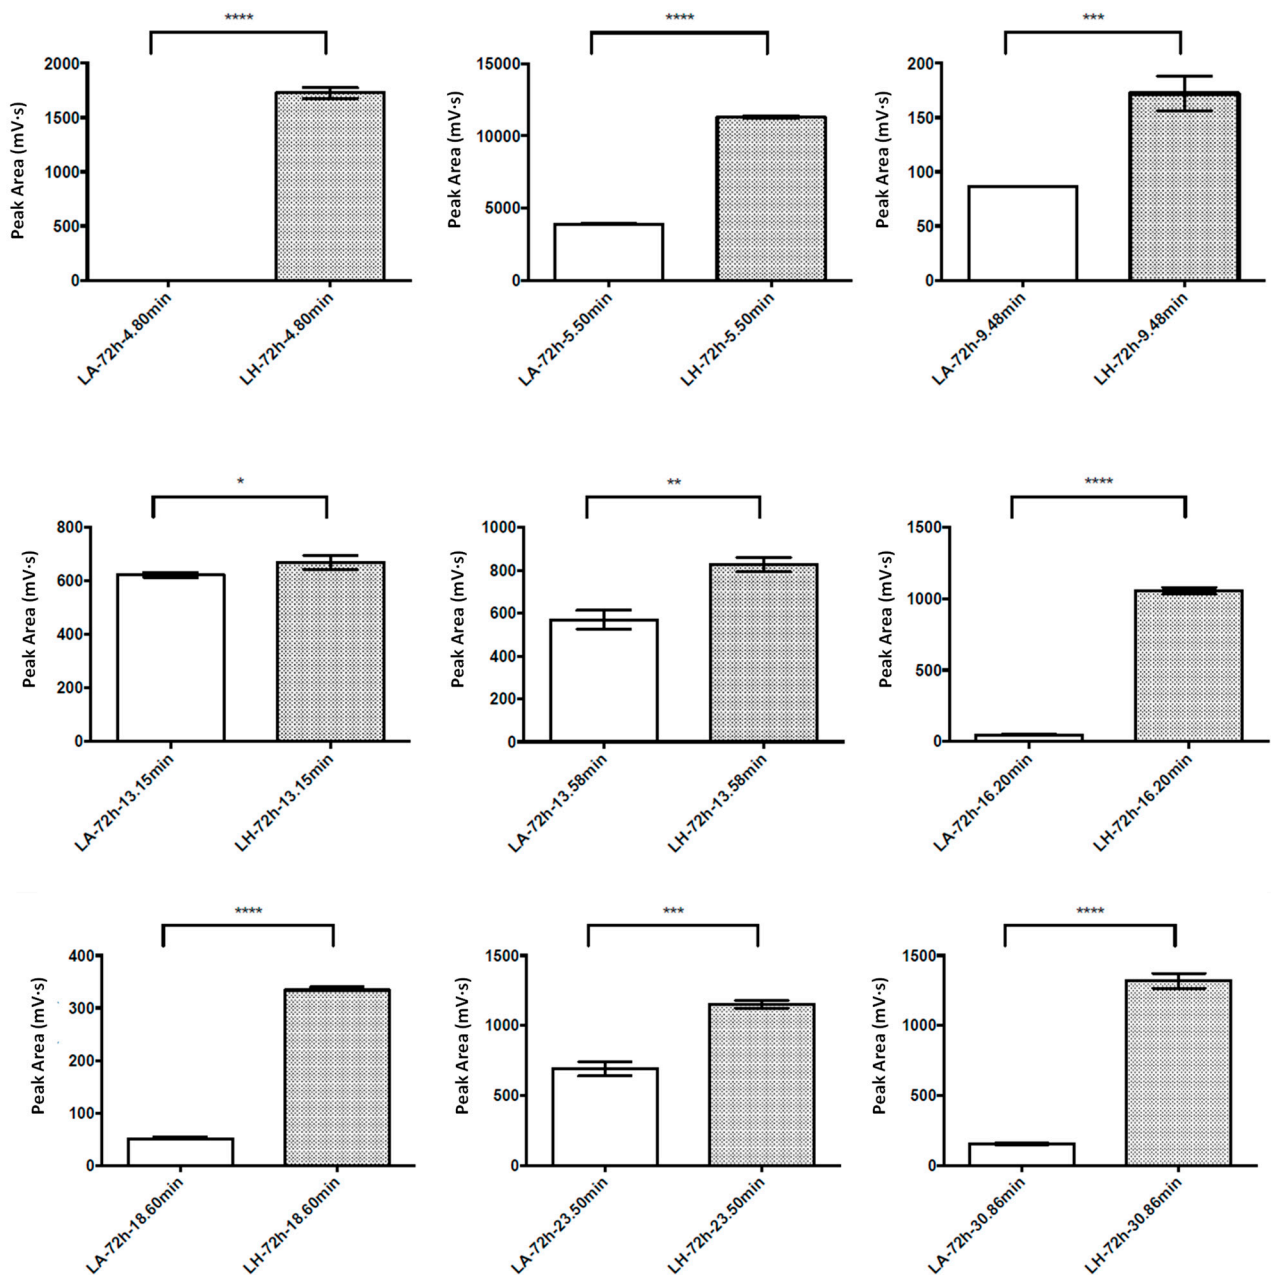 **** **** ***
Peak Area (mV·s) 2000 1500 1000 500 0
Peak Area (mV·s) 15000 10000 5000 0
Peak Area (mV·s) 200 150 100 50 0
LA-72h-4.80min LH-72h-4.80min
LA-72h-5.50min LH-72h-5.50min
LA-72h-9.48min LH-72h-9.48min
* ** ****
Peak Area (mV·s) 800 600 400 200 0
Peak Area (mV·s) 1000 800 600 400 200 0
Peak Area (mV·s) 1500 1000 500 0
LA-72h-13.15min LH-72h-13.15min
LA-72h-13.58min LH-72h-13.58min
LA-72h-16.20min LH-72h-16.20min
**** *** ****
Peak Area (mV·s) 400 300 200 100 0
Peak Area (mV·s) 1500 1000 500 0
Peak Area (mV·s) 1500 1000 500 0
LA-72h-18.60min LH-72h-18.60min
LA-72h-23.50min LH-72h-23.50min
LA-72h-30.86min LH-72h-30.86min